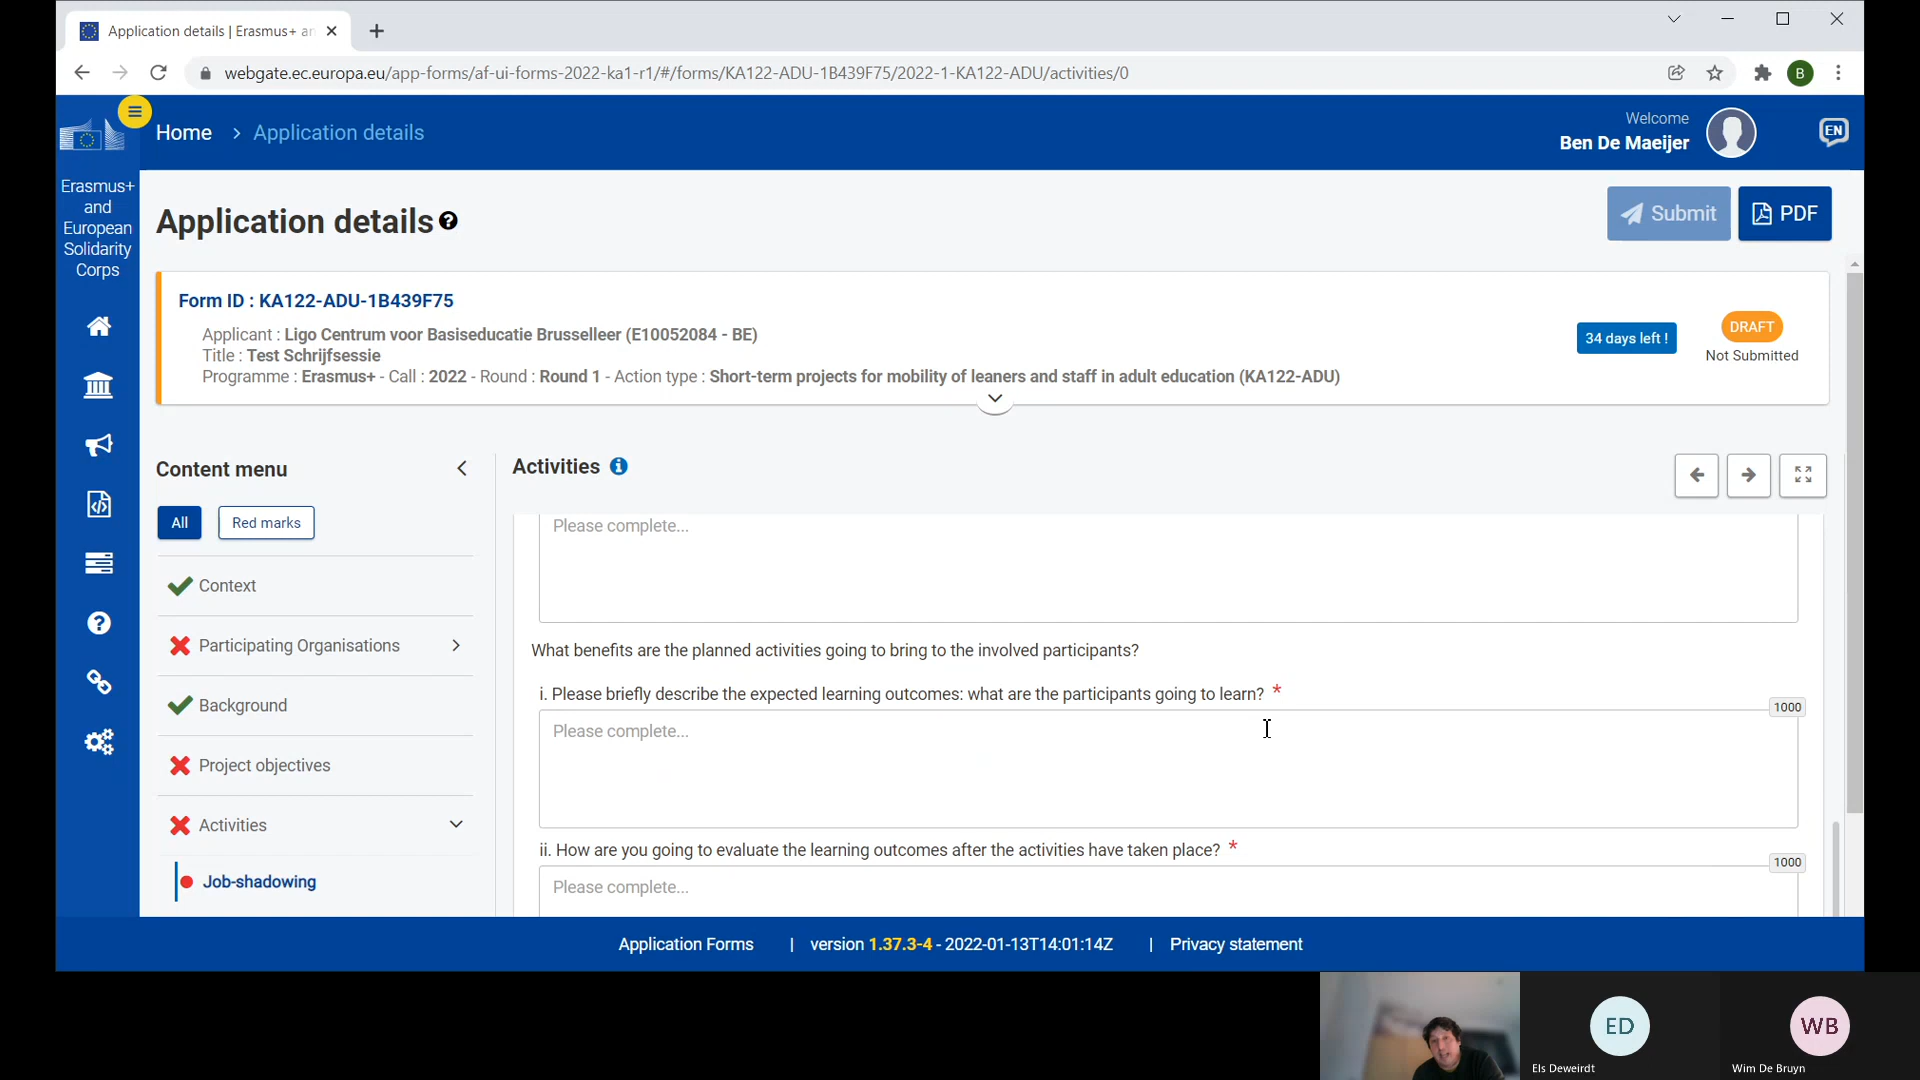 Application details | Erasmus+ an
webgate.ec.europa.eu/app-forms/af-ui-forms-2022-ka1-r1/#/forms/KA122-ADU-1B439F75/2022-1-KA122-ADU/activities/0
B
Home > Application details
Welcome
Ben De Maeijer
EN
Erasmus+
and
European
Solidarity
Corps
Application details
Submit
PDF
Form ID : KA122-ADU-1B439F75
Applicant : Ligo Centrum voor Basiseducatie Brusselleer (E10052084 - BE)
Title : Test Schrijfsessie
Programme : Erasmus+ - Call : 2022 - Round : Round 1 - Action type : Short-term projects for mobility of leaners and staff in adult education (KA122-ADU)
34 days left !
DRAFT
Not Submitted
Content menu
All
Red marks
Context
Participating Organisations
Background
Project objectives
Activities
Job-shadowing
Activities
Please complete...
What benefits are the planned activities going to bring to the involved participants?
i. Please briefly describe the expected learning outcomes: what are the participants going to learn? *
1000
Please complete...
ii. How are you going to evaluate the learning outcomes after the activities have taken place? *
1000
Please complete...
Application Forms | version 1.37.3-4 - 2022-01-13T14:01:14Z | Privacy statement
ED
Els Deweirdt
WB
Wim De Bruyn